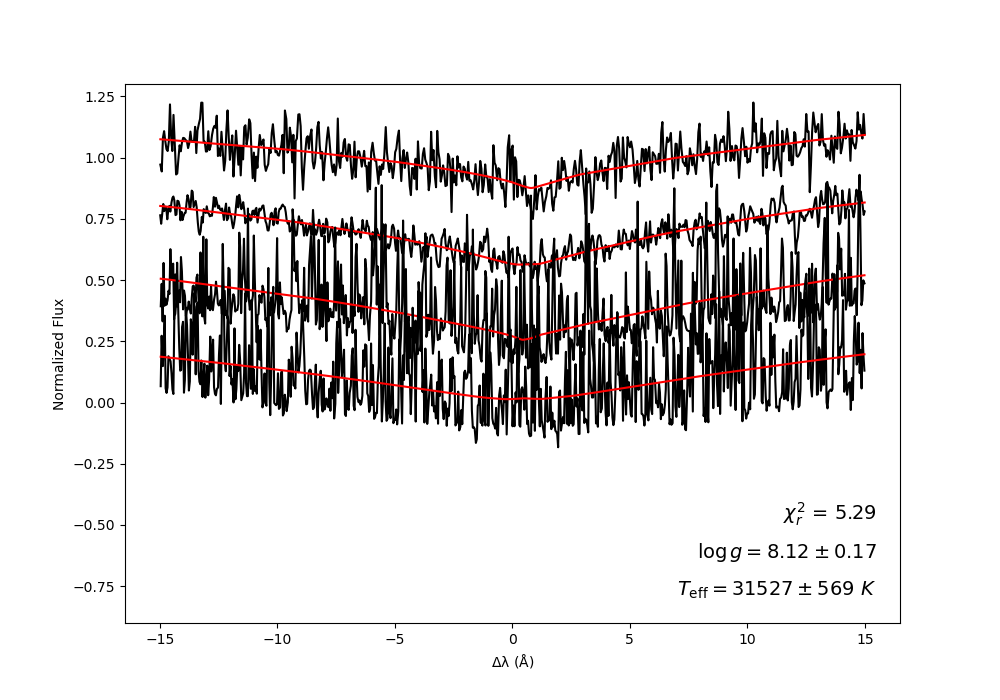 1.25
1.00
0.75
0.50
0.25
0.00
−0.25
−0.50
−0.75
Normalized Flux
χ²ᵣ = 5.29
log g = 8.12 ± 0.17
T_eff = 31527 ± 569 K
−15 −10 −5 0 5 10 15
Δλ (Å)